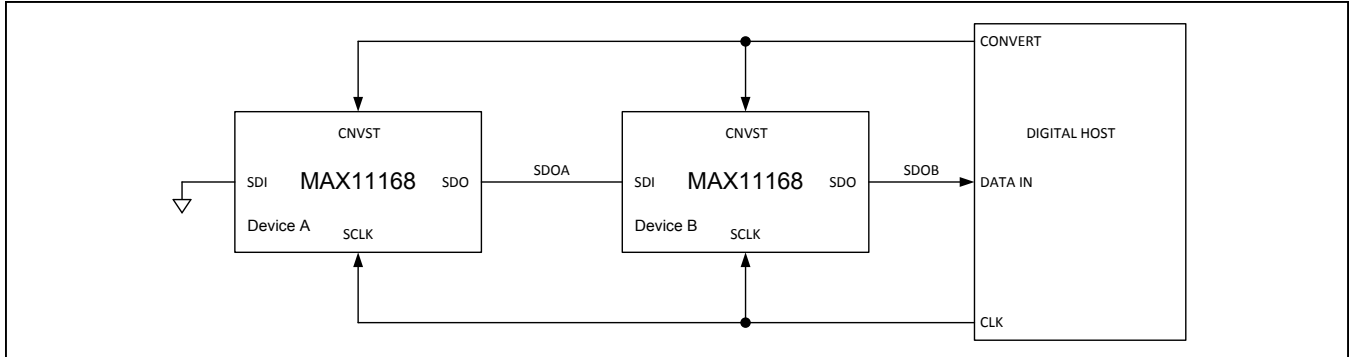 CONVERT
CNVST
CNVST
DIGITAL HOST
SDI MAX11168 SDO
SDOA
SDI MAX11168 SDO
SDOB
DATA IN
Device A
SCLK
Device B
SCLK
CLK